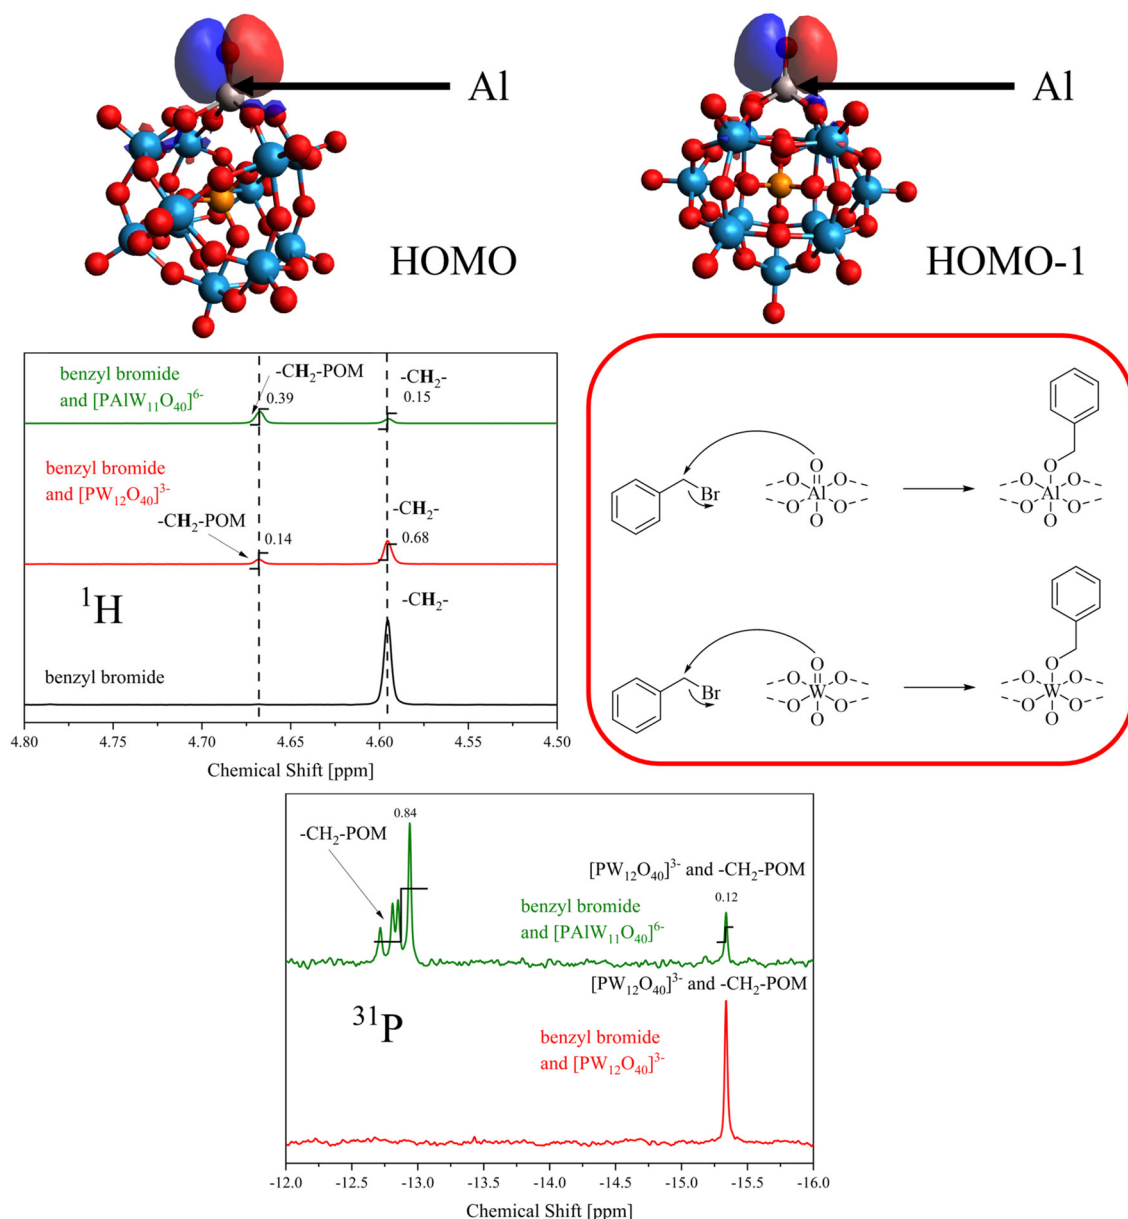 Al
HOMO
Al
HOMO-1
benzyl bromide
and [PAlW₁₁O₄₀]⁶⁻
-CH₂-POM
0.39
-CH₂-
0.15
benzyl bromide
and [PW₁₂O₄₀]³⁻
-CH₂-POM
0.14
-CH₂-
0.68
¹H
-CH₂-
benzyl bromide
4.80 4.75 4.70 4.65 4.60 4.55 4.50
Chemical Shift [ppm]
Br
O
O Al O
O O
O
O
O Al O
O O
O
Br
O
O W O
O O
O
O
O W O
O O
O
-CH₂-POM
0.84
[PW₁₂O₄₀]³⁻ and -CH₂-POM
0.12
benzyl bromide
and [PAlW₁₁O₄₀]⁶⁻
[PW₁₂O₄₀]³⁻ and -CH₂-POM
³¹P
benzyl bromide
and [PW₁₂O₄₀]³⁻
-12.0 -12.5 -13.0 -13.5 -14.0 -14.5 -15.0 -15.5 -16.0
Chemical Shift [ppm]